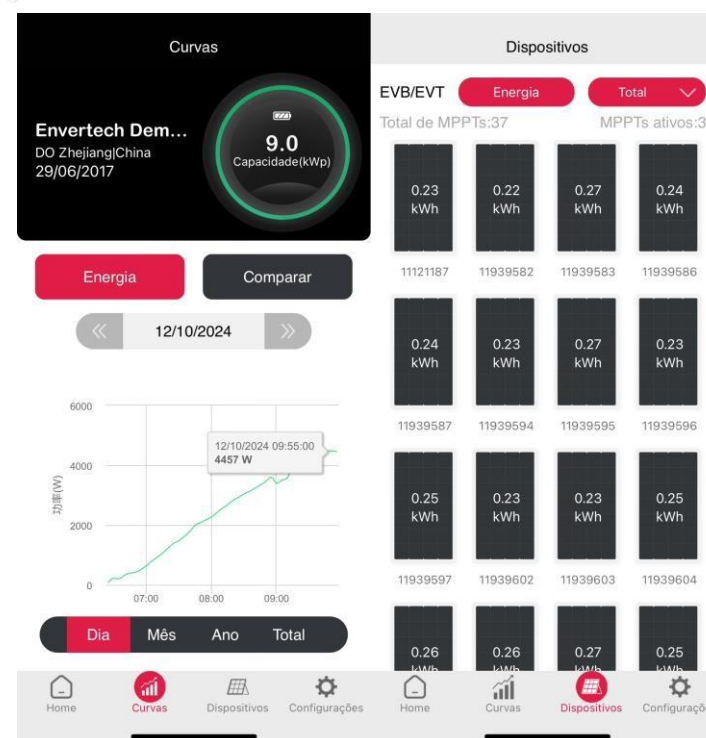 Curvas
Envertech Dem...
DO Zhejiang|China
29/06/2017
9.0
Capacidade(kWp)
Energia
Comparar
12/10/2024
6000
4000
2000
0
功率(W)
12/10/2024 09:55:00
4457 W
07:00
08:00
09:00
Dia Mês Ano Total
Home Curvas Dispositivos Configurações
Dispositivos
EVB/EVT Energia Total
Total de MPPTs:37 MPPTs ativos:3
0.23 kWh 0.22 kWh 0.27 kWh 0.24 kWh
11121187 11939582 11939583 11939586
0.24 kWh 0.23 kWh 0.27 kWh 0.23 kWh
11939587 11939594 11939595 11939596
0.25 kWh 0.23 kWh 0.23 kWh 0.25 kWh
11939597 11939602 11939603 11939604
0.26 kWh 0.26 kWh 0.27 kWh 0.25 kWh
Home Curvas Dispositivos Configuraçõ